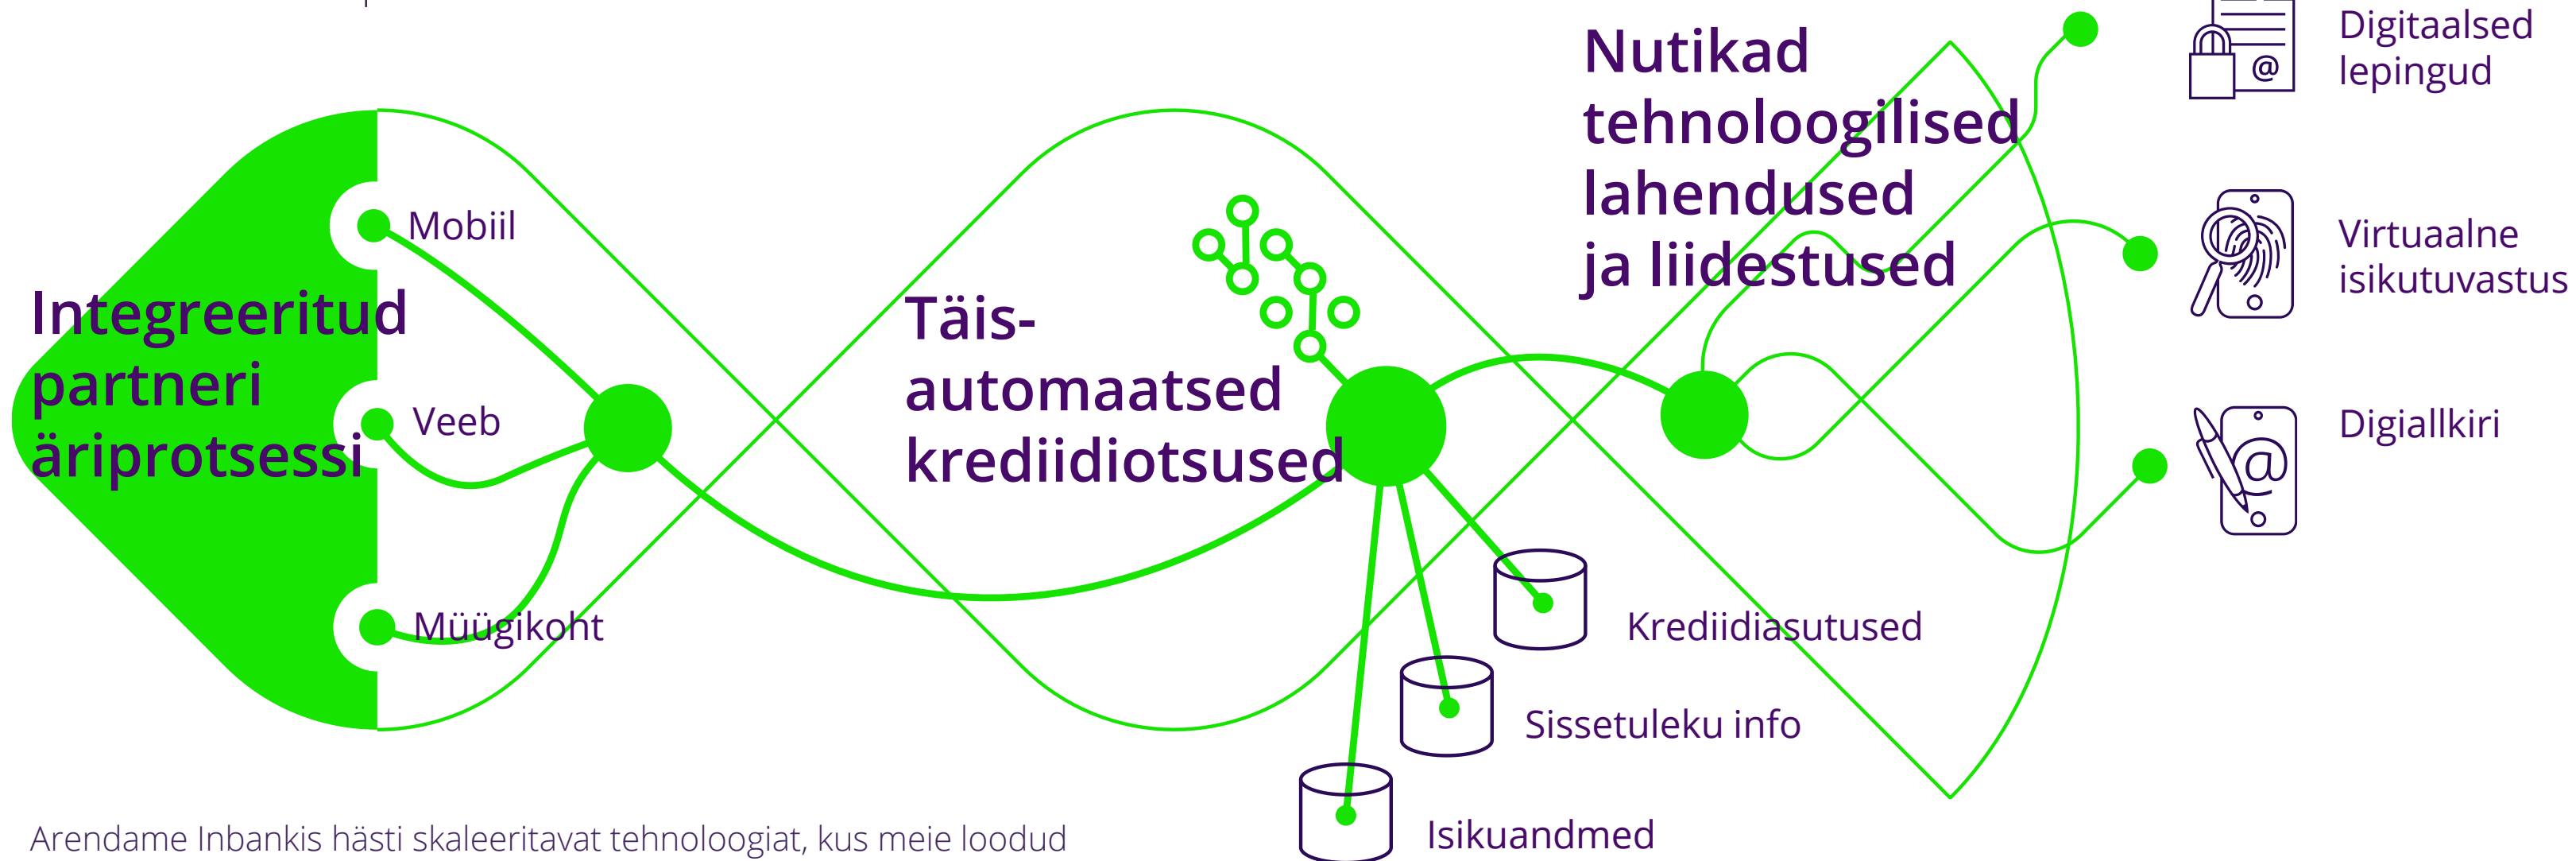 Integreeritud
partneri
äriprotsessi
Mobiil
Veeb
Müügikoht
Täis-
automaatsed
krediidiotsused
Krediidiasutused
Sissetuleku info
Isikuandmed
Nutikad
tehnoloogilised
lahendused
ja liidestused
@
Digitaalsed
lepingud
Virtuaalne
isikutuvastus
@
Digiallkiri
Arendame Inbankis hästi skaleeritavat tehnoloogiat, kus meie loodud